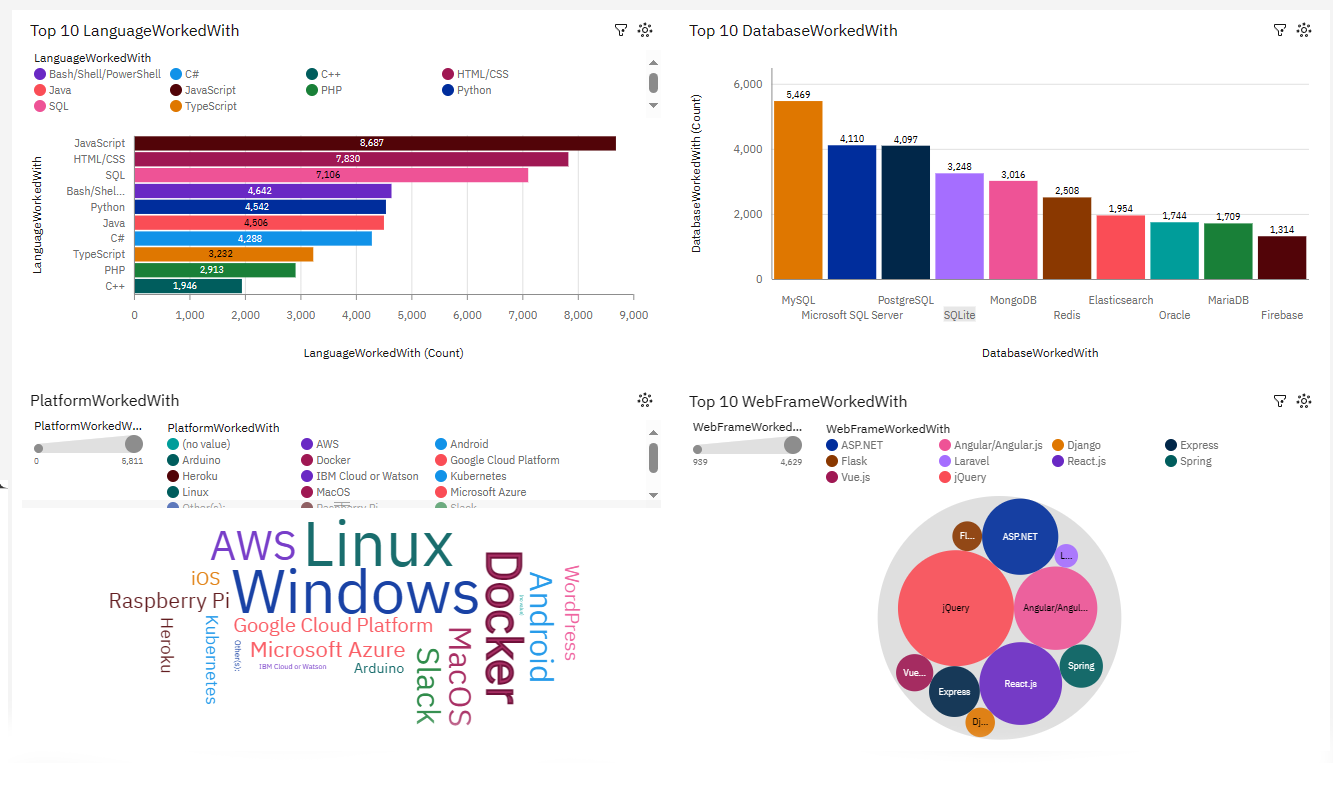 Top 10 LanguageWorkedWith
LanguageWorkedWith
Bash/Shell/PowerShell C# C++ HTML/CSS
Java JavaScript PHP Python
SQL TypeScript
LanguageWorkedWith
JavaScript 8,687
HTML/CSS 7,830
SQL 7,106
Bash/Shel... 4,642
Python 4,542
Java 4,506
C# 4,288
TypeScript 3,232
PHP 2,913
C++ 1,946
0 1,000 2,000 3,000 4,000 5,000 6,000 7,000 8,000 9,000
LanguageWorkedWith (Count)
Top 10 DatabaseWorkedWith
DatabaseWorkedWith (Count)
6,000
4,000
2,000
0
5,469 4,110 4,097 3,248 3,016 2,508 1,954 1,744 1,709 1,314
MySQL PostgreSQL MongoDB Elasticsearch MariaDB
Microsoft SQL Server SQLite Redis Oracle Firebase
DatabaseWorkedWith
PlatformWorkedWith
PlatformWorkedW...
0 5,811
PlatformWorkedWith
(no value) AWS Android
Arduino Docker Google Cloud Platform
Heroku IBM Cloud or Watson Kubernetes
Linux MacOS Microsoft Azure
Other(s): Raspberry Pi Slack
AWS
Linux
iOS
Windows
Raspberry Pi
Docker
Android
WordPress
Heroku
Kubernetes
Other(s):
Google Cloud Platform
Microsoft Azure
IBM Cloud or Watson
Arduino
Slack
MacOS
Top 10 WebFrameWorkedWith
WebFrameWorked...
939 4,629
WebFrameWorkedWith
ASP.NET Angular/Angular.js Django Express
Flask Laravel React.js Spring
Vue.js jQuery
Fl...
ASP.NET
L...
jQuery
Angular/Angul...
Vue...
Express
React.js
Spring
Dj...